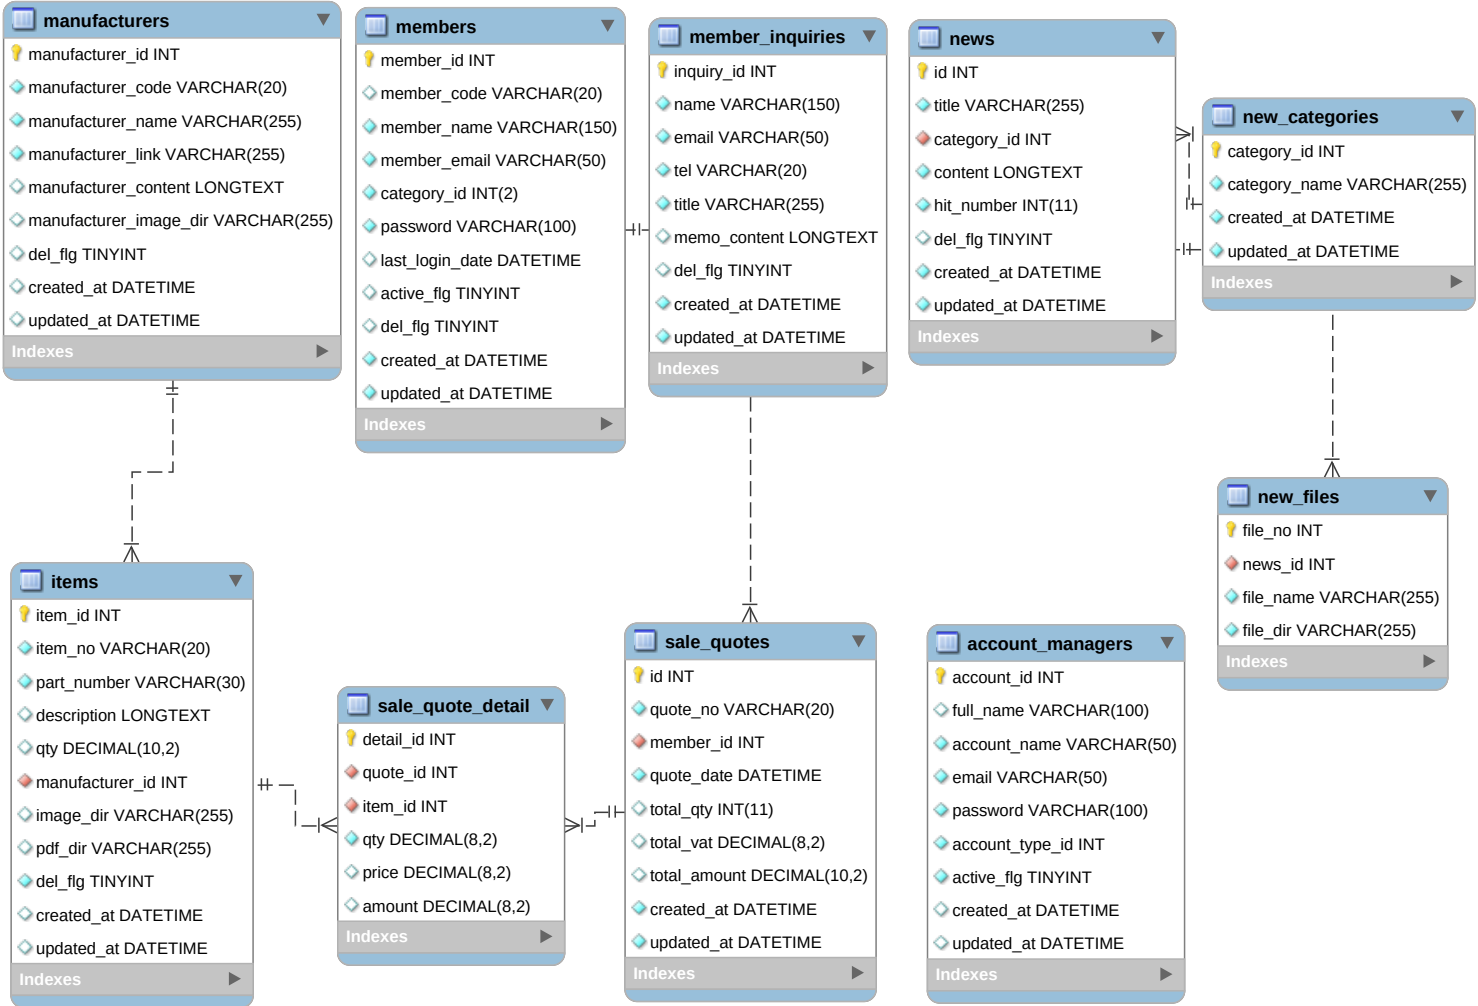 manufacturers
manufacturer_id INT
manufacturer_code VARCHAR(20)
manufacturer_name VARCHAR(255)
manufacturer_link VARCHAR(255)
manufacturer_content LONGTEXT
manufacturer_image_dir VARCHAR(255)
del_flg TINYINT
created_at DATETIME
updated_at DATETIME
Indexes
members
member_id INT
member_code VARCHAR(20)
member_name VARCHAR(150)
member_email VARCHAR(50)
category_id INT(2)
password VARCHAR(100)
last_login_date DATETIME
active_flg TINYINT
del_flg TINYINT
created_at DATETIME
updated_at DATETIME
Indexes
member_inquiries
inquiry_id INT
name VARCHAR(150)
email VARCHAR(50)
tel VARCHAR(20)
title VARCHAR(255)
memo_content LONGTEXT
del_flg TINYINT
created_at DATETIME
updated_at DATETIME
Indexes
news
id INT
title VARCHAR(255)
category_id INT
content LONGTEXT
hit_number INT(11)
del_flg TINYINT
created_at DATETIME
updated_at DATETIME
Indexes
new_categories
category_id INT
category_name VARCHAR(255)
created_at DATETIME
updated_at DATETIME
Indexes
new_files
file_no INT
news_id INT
file_name VARCHAR(255)
file_dir VARCHAR(255)
Indexes
items
item_id INT
item_no VARCHAR(20)
part_number VARCHAR(30)
description LONGTEXT
qty DECIMAL(10,2)
manufacturer_id INT
image_dir VARCHAR(255)
pdf_dir VARCHAR(255)
del_flg TINYINT
created_at DATETIME
updated_at DATETIME
Indexes
sale_quote_detail
detail_id INT
quote_id INT
item_id INT
qty DECIMAL(8,2)
price DECIMAL(8,2)
amount DECIMAL(8,2)
Indexes
sale_quotes
id INT
quote_no VARCHAR(20)
member_id INT
quote_date DATETIME
total_qty INT(11)
total_vat DECIMAL(8,2)
total_amount DECIMAL(10,2)
created_at DATETIME
updated_at DATETIME
Indexes
account_managers
account_id INT
full_name VARCHAR(100)
account_name VARCHAR(50)
email VARCHAR(50)
password VARCHAR(100)
account_type_id INT
active_flg TINYINT
created_at DATETIME
updated_at DATETIME
Indexes